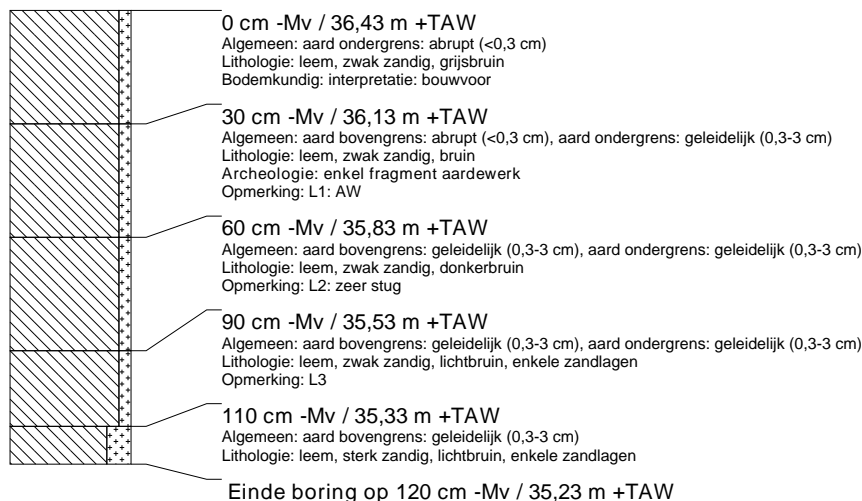 0 cm -Mv / 36,43 m +TAW
Algemeen: aard ondergrens: abrupt (<0,3 cm)
Lithologie: leem, zwak zandig, grijsbruin
Bodemkundig: interpretatie: bouwvoor
30 cm -Mv / 36,13 m +TAW
Algemeen: aard bovengrens: abrupt (<0,3 cm), aard ondergrens: geleidelijk (0,3-3 cm)
Lithologie: leem, zwak zandig, bruin
Archeologie: enkel fragment aardewerk
Opmerking: L1: AW
60 cm -Mv / 35,83 m +TAW
Algemeen: aard bovengrens: geleidelijk (0,3-3 cm), aard ondergrens: geleidelijk (0,3-3 cm)
Lithologie: leem, zwak zandig, donkerbruin
Opmerking: L2: zeer stug
90 cm -Mv / 35,53 m +TAW
Algemeen: aard bovengrens: geleidelijk (0,3-3 cm), aard ondergrens: geleidelijk (0,3-3 cm)
Lithologie: leem, zwak zandig, lichtbruin, enkele zandlagen
Opmerking: L3
110 cm -Mv / 35,33 m +TAW
Algemeen: aard bovengrens: geleidelijk (0,3-3 cm)
Lithologie: leem, sterk zandig, lichtbruin, enkele zandlagen
Einde boring op 120 cm -Mv / 35,23 m +TAW